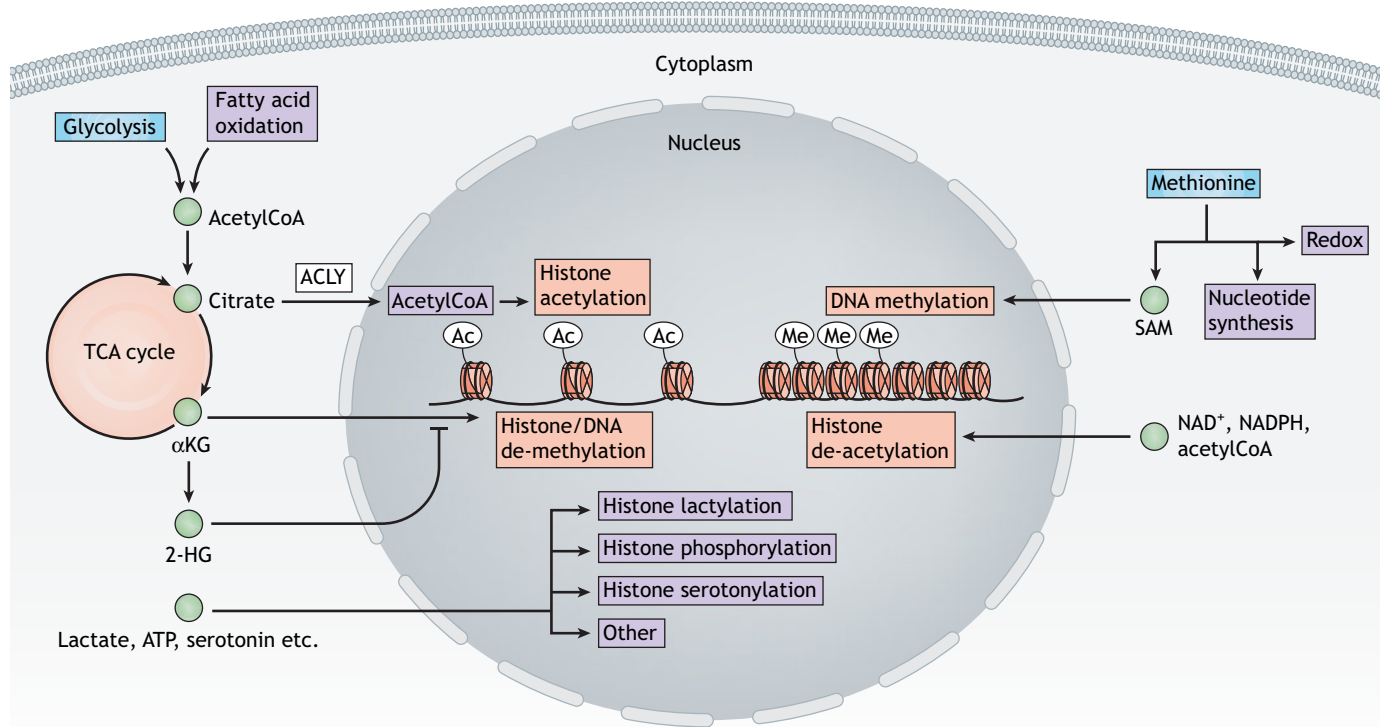 Cytoplasm
Nucleus
Glycolysis
Fatty acid
oxidation
AcetylCoA
Citrate
ACLY
AcetylCoA
Histone
acetylation
TCA cycle
αKG
2-HG
Lactate, ATP, serotonin etc.
Ac
Ac
Ac
Me
Me
Me
Histone/DNA
de-methylation
Histone
de-acetylation
DNA methylation
Histone lactylation
Histone phosphorylation
Histone serotonylation
Other
Methionine
Redox
SAM
Nucleotide
synthesis
NAD⁺, NADPH,
acetylCoA